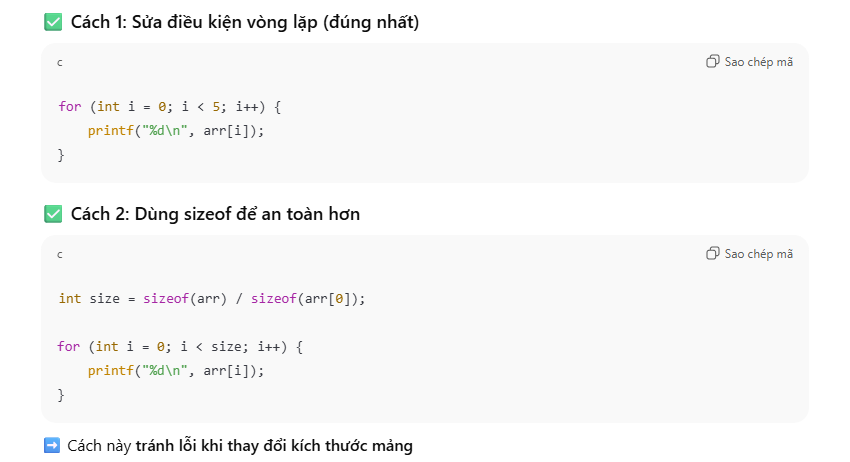 ✅ Cách 1: Sửa điều kiện vòng lặp (đúng nhất)
c
Sao chép mã
for (int i = 0; i < 5; i++) {
    printf("%d\n", arr[i]);
}
✅ Cách 2: Dùng sizeof để an toàn hơn
c
Sao chép mã
int size = sizeof(arr) / sizeof(arr[0]);

for (int i = 0; i < size; i++) {
    printf("%d\n", arr[i]);
}
➡️ Cách này tránh lỗi khi thay đổi kích thước mảng